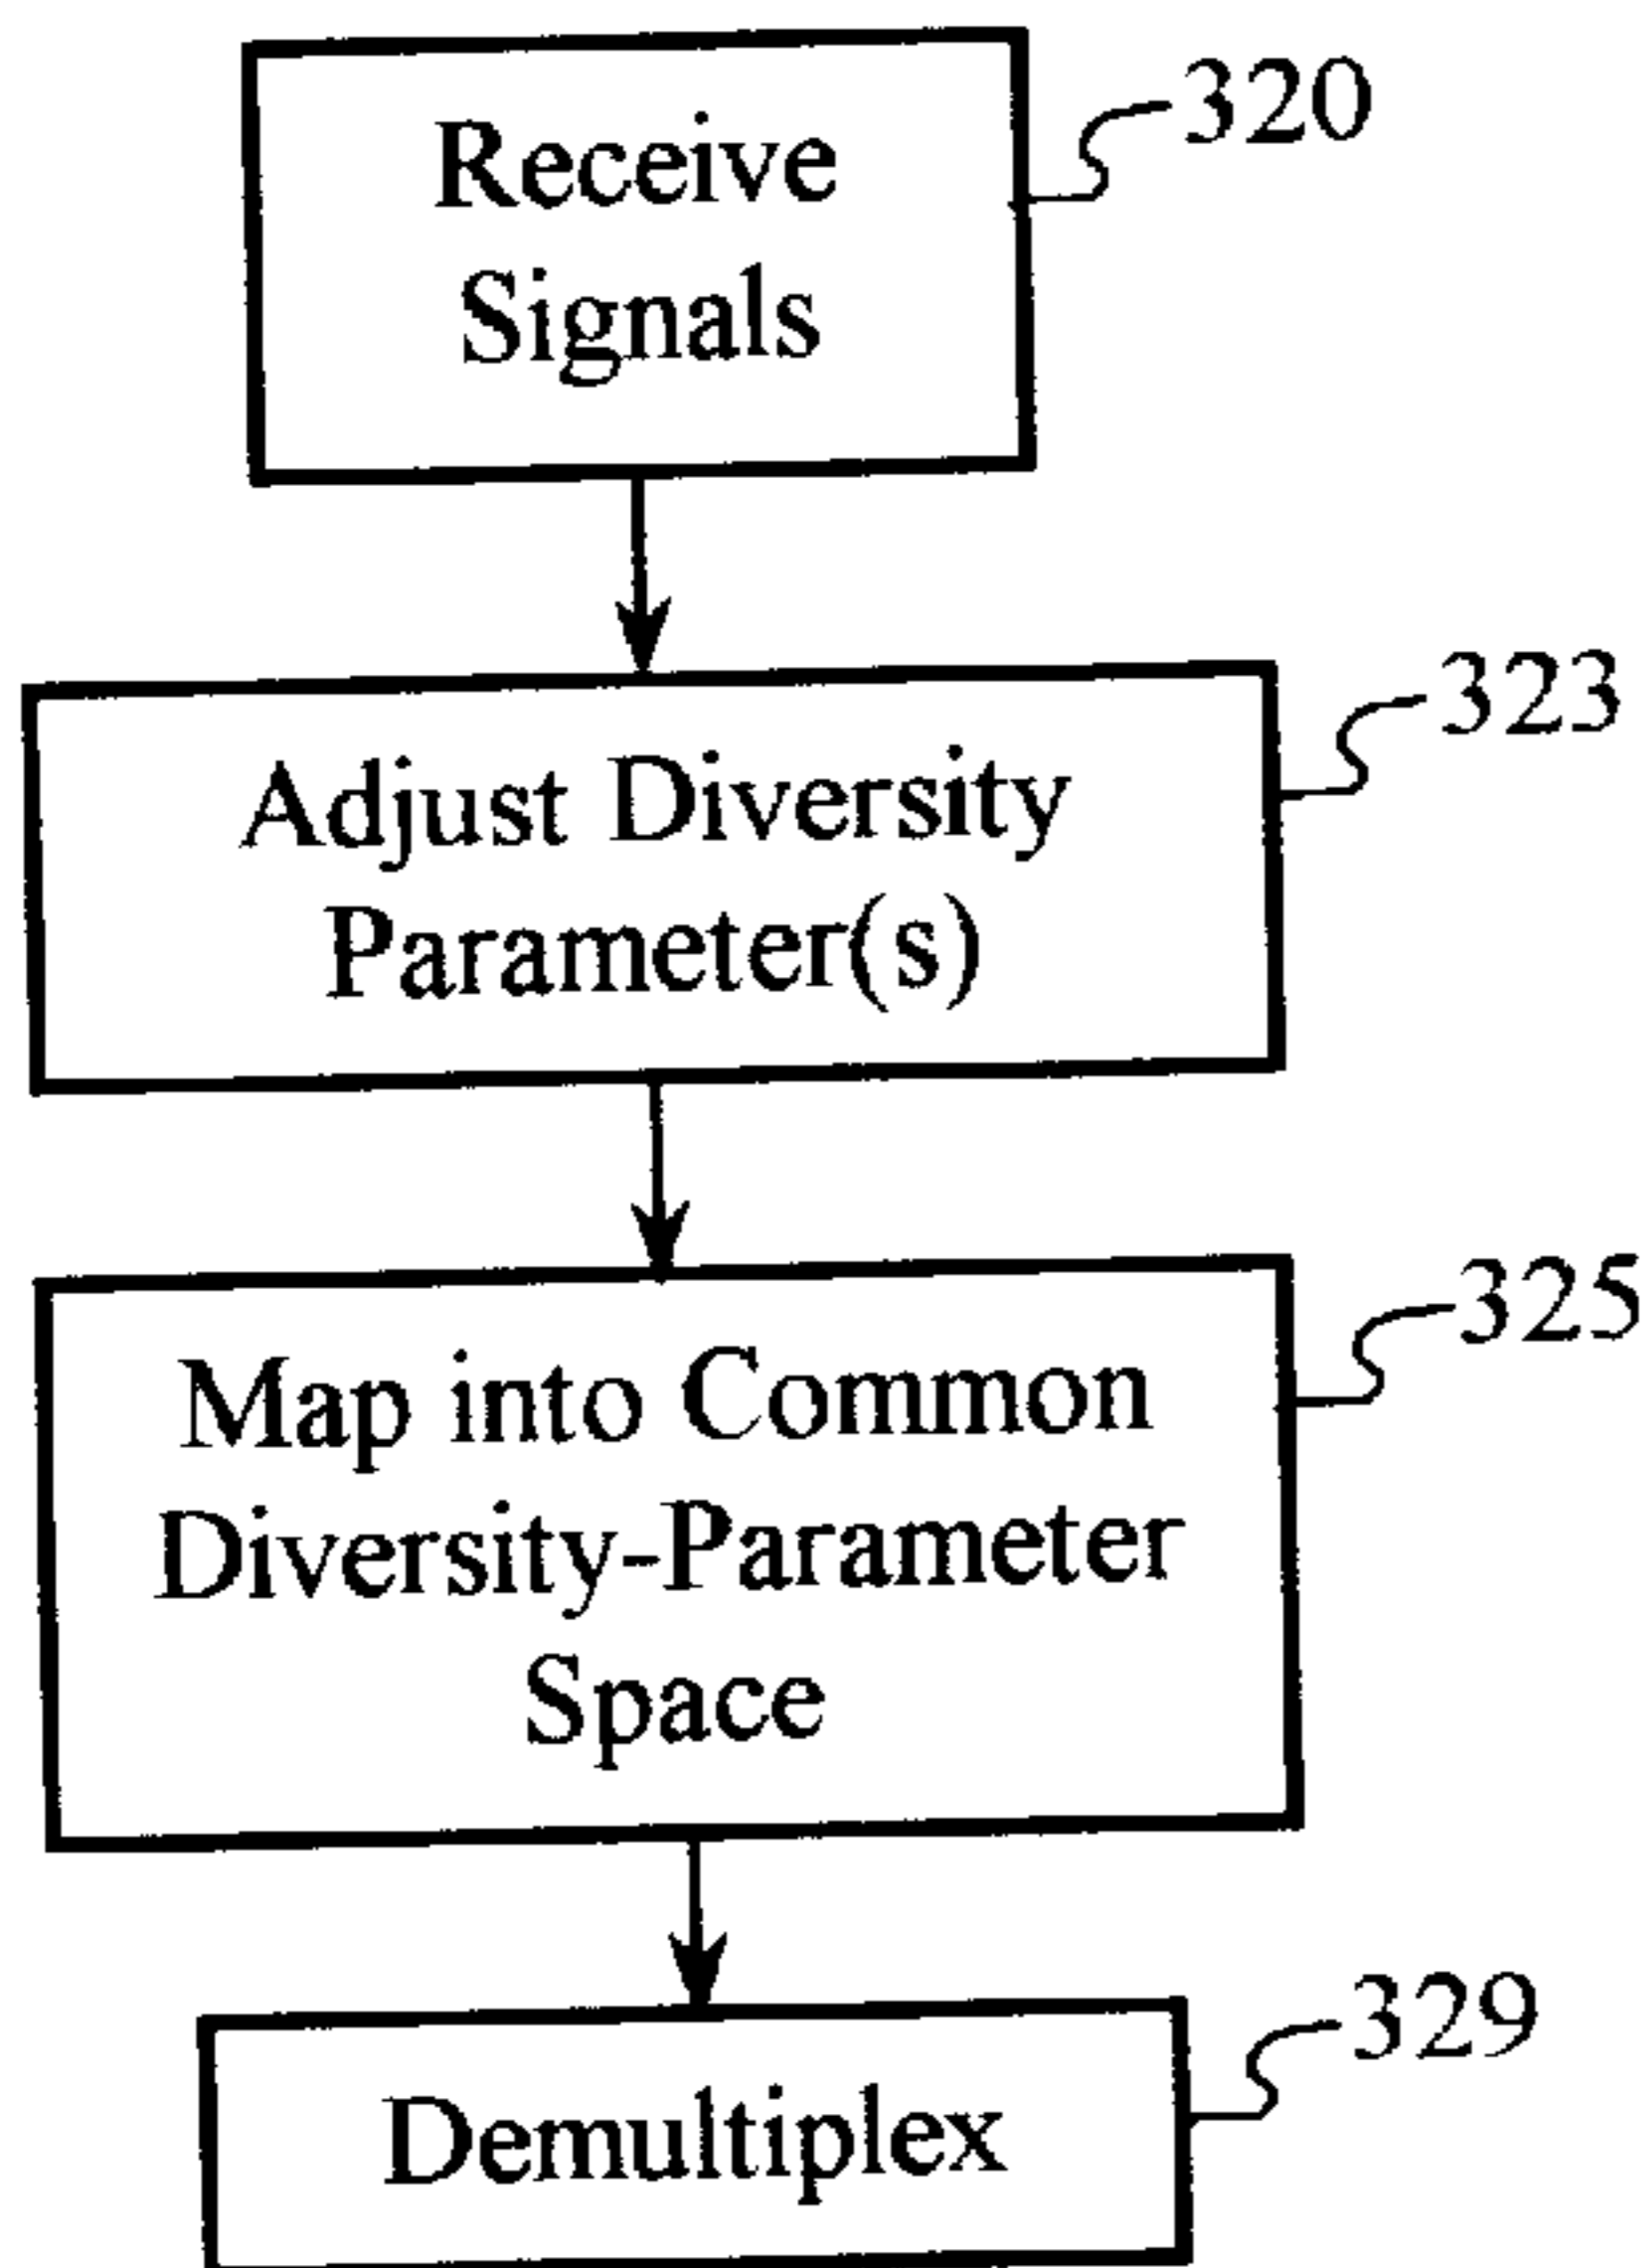 Receive
Signals
320
Adjust Diversity
Parameter(s)
323
Map into Common
Diversity-Parameter
Space
325
Demultiplex
329